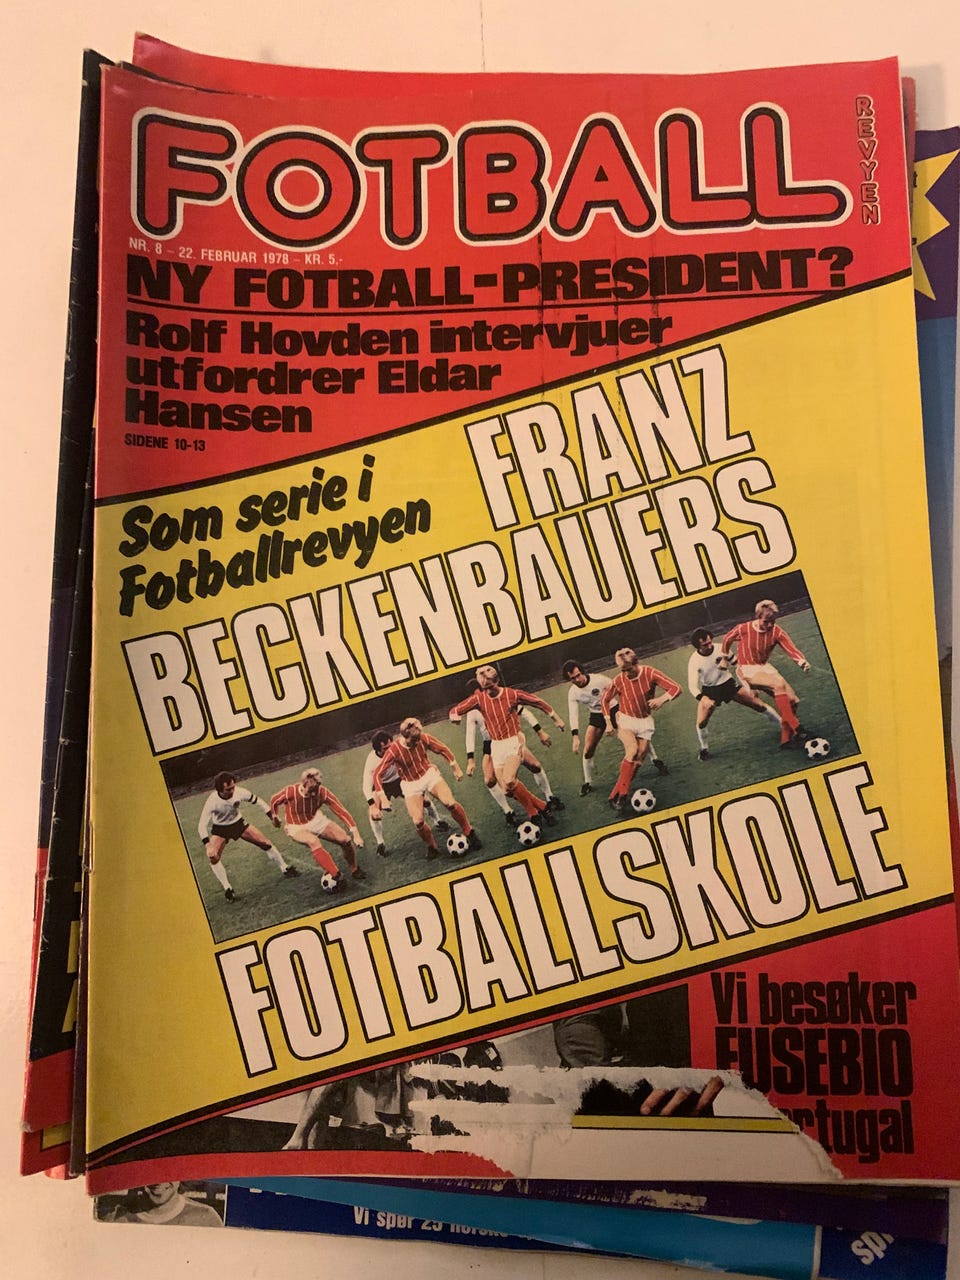 FOTBALL
REVYEN
NR. 8 – 22. FEBRUAR 1978 – KR. 5,-
NY FOTBALL-PRESIDENT?
Rolf Hovden intervjuer
utfordrer Eldar
Hansen
SIDENE 10-13
Som serie i
Fotballrevyen
FRANZ
BECKENBAUERS
FOTBALLSKOLE
Vi besøker
EUSEBIO
rtugal
Vi spør 25 norske